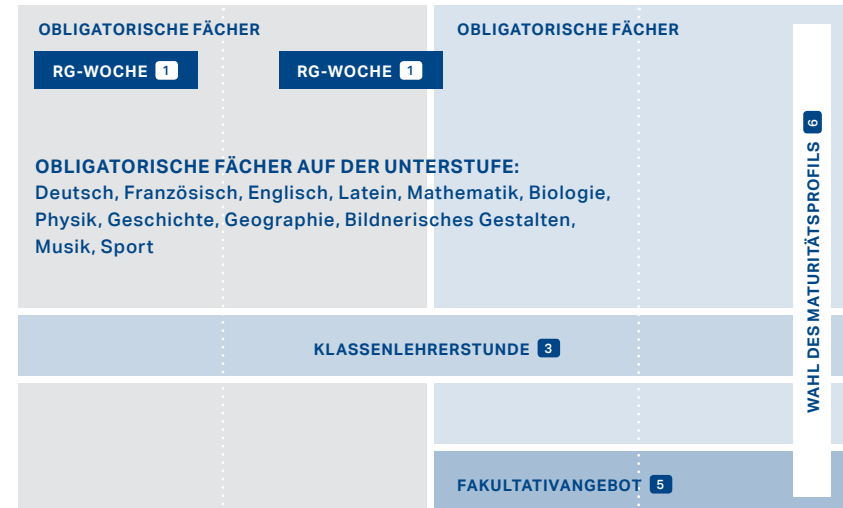 OBLIGATORISCHE FÄCHER
OBLIGATORISCHE FÄCHER
RG-WOCHE 1
RG-WOCHE 1
OBLIGATORISCHE FÄCHER AUF DER UNTERSTUFE:
Deutsch, Französisch, Englisch, Latein, Mathematik, Biologie,
Physik, Geschichte, Geographie, Bildnerisches Gestalten,
Musik, Sport
KLASSENLEHRERSTUNDE 3
FAKULTATIVANGEBOT 5
WAHL DES MATURITÄTSPROFILS 6